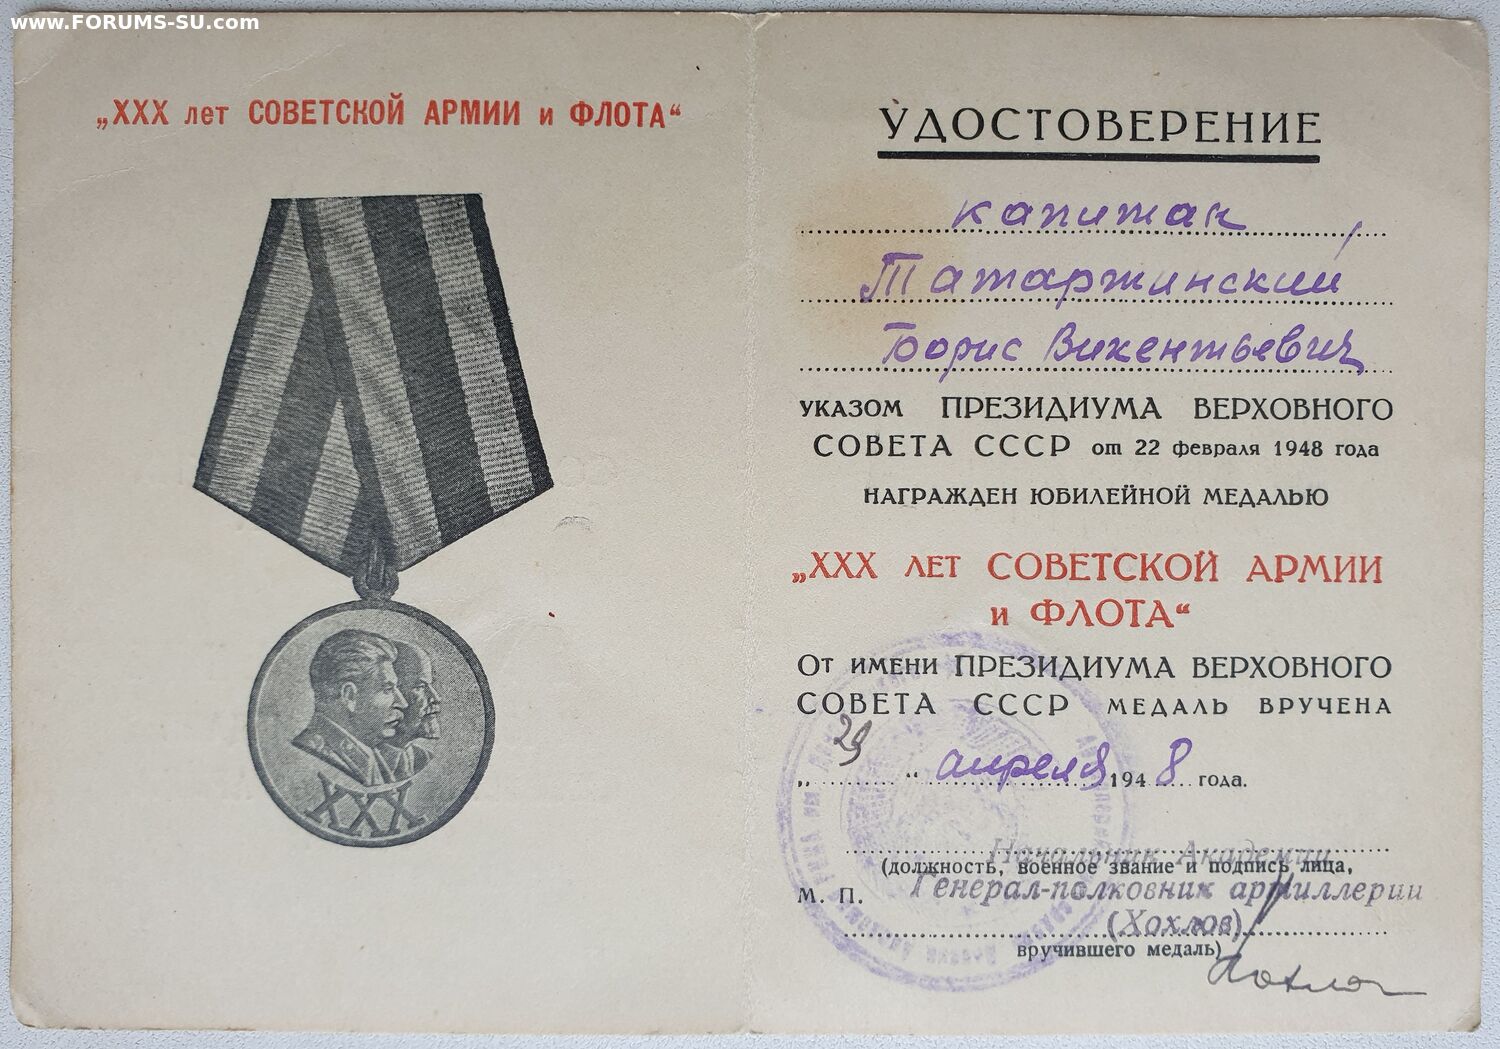 www.FORUMS-SU.com
„XXX лет СОВЕТСКОЙ АРМИИ и ФЛОТА“
XXX
УДОСТОВЕРЕНИЕ
капитан,
Татаржинский
Борис Викентьевич
УКАЗОМ ПРЕЗИДИУМА ВЕРХОВНОГО
СОВЕТА СССР от 22 февраля 1948 года
НАГРАЖДЕН ЮБИЛЕЙНОЙ МЕДАЛЬЮ
„XXX ЛЕТ СОВЕТСКОЙ АРМИИ
и ФЛОТА“
От имени ПРЕЗИДИУМА ВЕРХОВНОГО
СОВЕТА СССР МЕДАЛЬ ВРУЧЕНА
„29“ апреля 1948 года.
Начальник Академии
(должность, военное звание и подпись лица,
М. П. Генерал-полковник артиллерии
(Хохлов)
вручившего медаль)
Хохлов